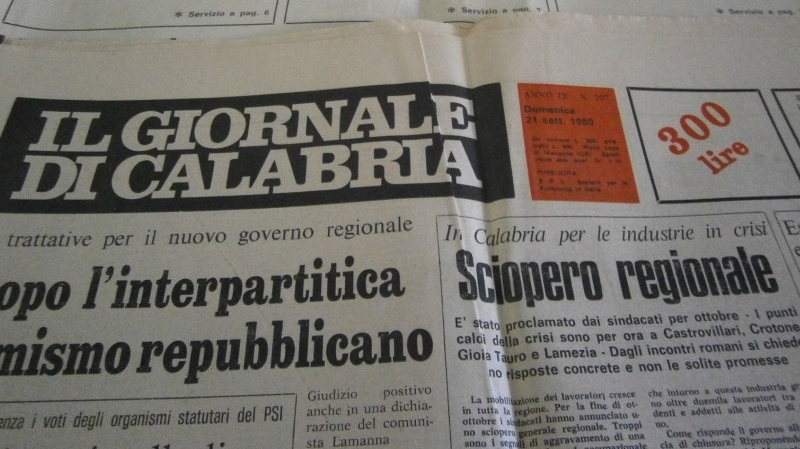 * Servizio a pag. 6
* Servizio a pag. 7
* Servizio a pag.
IL GIORNALE
DI CALABRIA
ANNO IX - N. 207
Domenica
21 sett. 1980
PUBBLICITÀ
300
lire
trattative per il nuovo governo regionale
opo l'interpartitica
mismo repubblicano
enza i voti degli organismi statutari del PSI
Giudizio positivo
anche in una dichia-
razione del comuni-
sta Lamanna
In Calabria per le industrie in crisi
Sciopero regionale
E' stato proclamato dai sindacati per ottobre - I punti
caldi della crisi sono per ora a Castrovillari, Crotone
Gioia Tauro e Lamezia - Dagli incontri romani si chiedo
no risposte concrete e non le solite promesse
La mobilitazione dei lavoratori cresce
in tutta la regione. Per la fine di ot
ottobre i sindacati hanno annunciato u
no sciopero generale regionale. Troppi
sono i segnali di aggravamento di una
che intorno a questa industria g
no oltre duemila lavoratori tra
denti e addetti alle attività di
no.
Come risponde il governo all
cia di chiusura? Riproponend